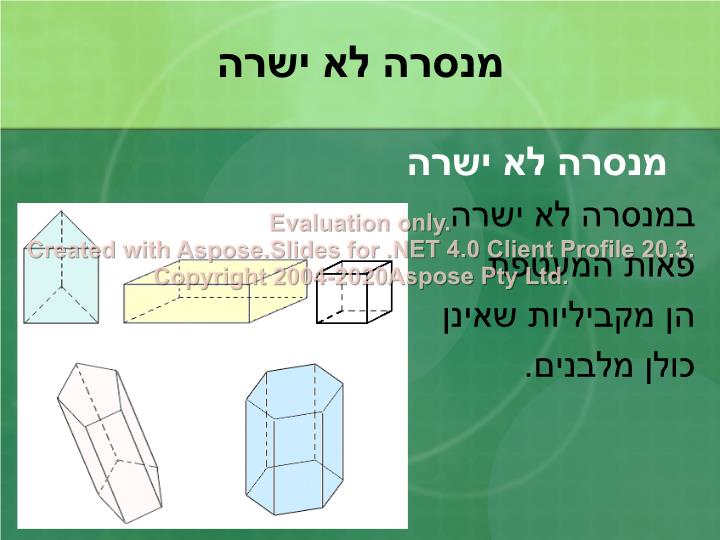 מנסרה לא ישרה
מנסרה לא ישרה
במנסרה לא ישרה
פאות המעטפת
הן מקביליות שאינן
כולן מלבנים.
Evaluation only.
Created with Aspose.Slides for .NET 4.0 Client Profile 20.3.
Copyright 2004-2020Aspose Pty Ltd.